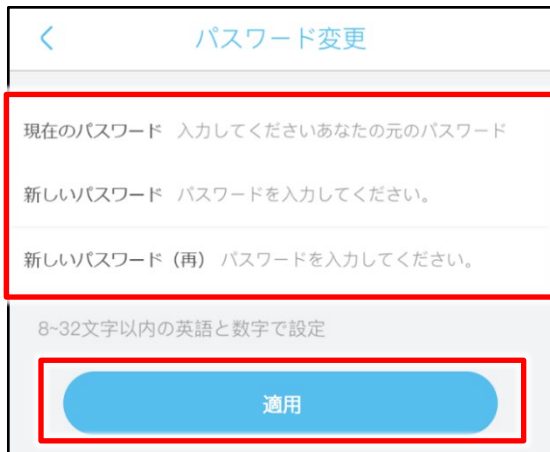 パスワード変更
現在のパスワード 入力してくださいあなたの元のパスワード
新しいパスワード パスワードを入力してください。
新しいパスワード（再） パスワードを入力してください。
8~32文字以内の英語と数字で設定
適用